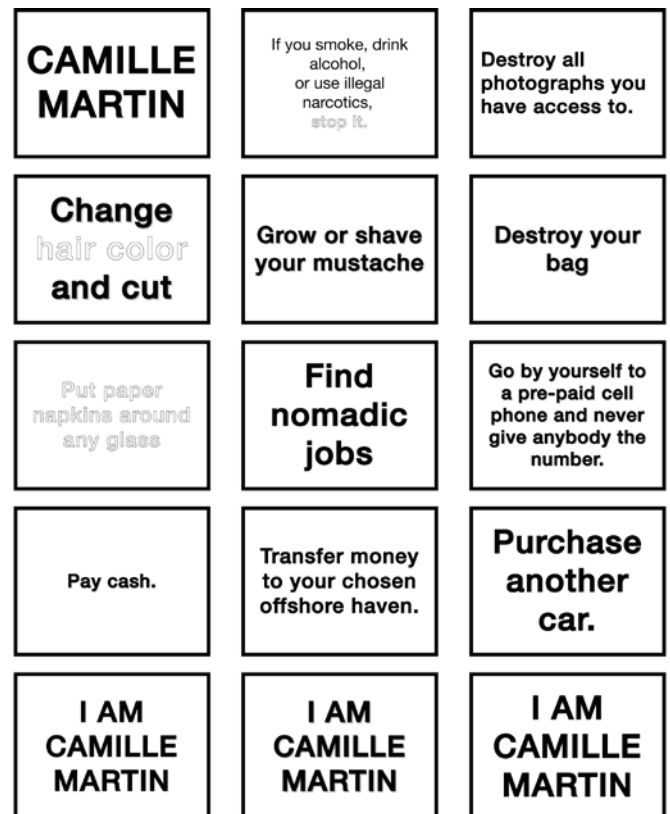 CAMILLE
MARTIN
If you smoke, drink
alcohol,
or use illegal
narcotics,
stop it.
Destroy all
photographs you
have access to.
Change
hair color
and cut
Grow or shave
your mustache
Destroy your
bag
Put paper
napkins around
any glass
Find
nomadic
jobs
Go by yourself to
a pre-paid cell
phone and never
give anybody the
number.
Pay cash.
Transfer money
to your chosen
offshore haven.
Purchase
another
car.
I AM
CAMILLE
MARTIN
I AM
CAMILLE
MARTIN
I AM
CAMILLE
MARTIN